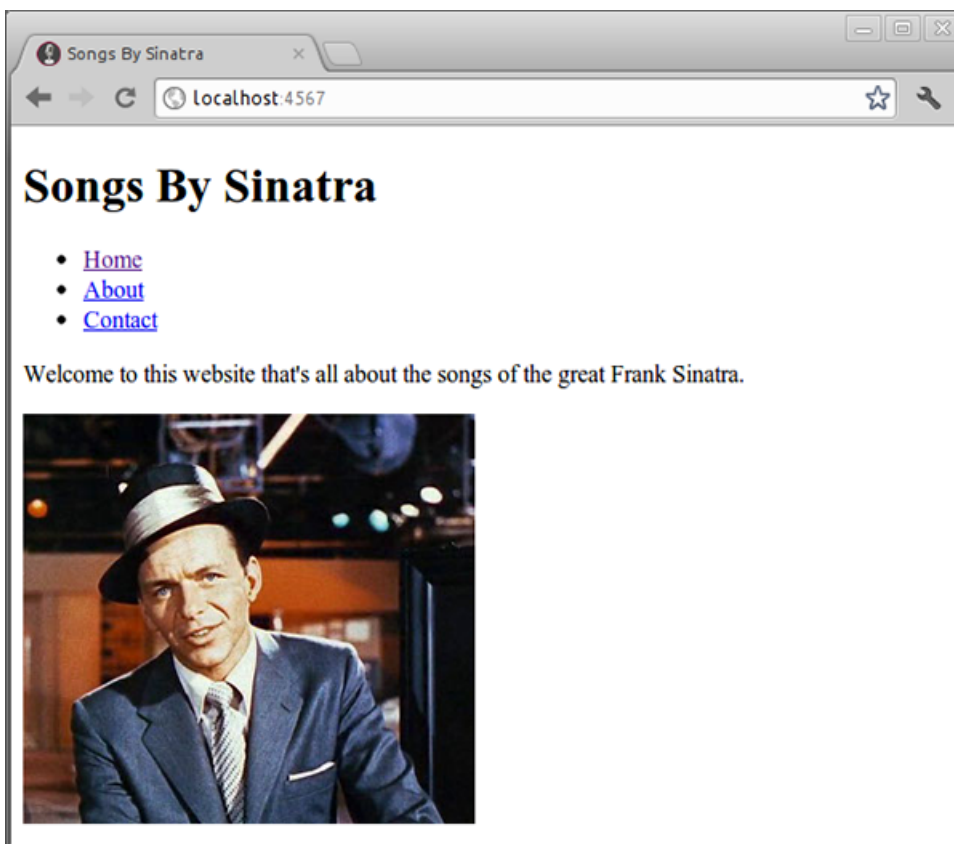 Songs By Sinatra
localhost:4567
Songs By Sinatra
Home
About
Contact
Welcome to this website that's all about the songs of the great Frank Sinatra.